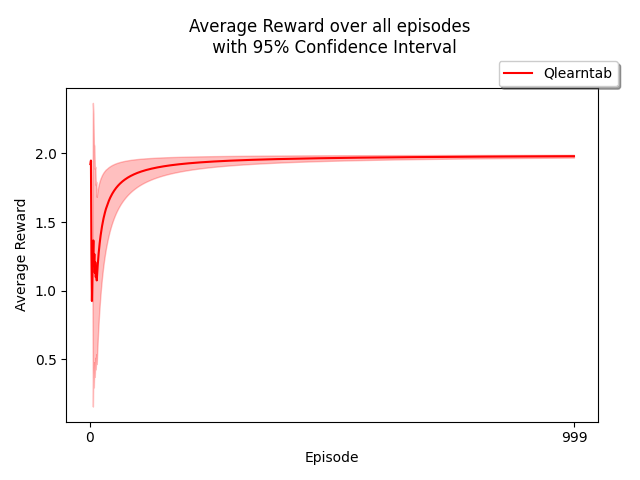 Average Reward over all episodes
with 95% Confidence Interval
Qlearntab
2.0
1.5
1.0
0.5
Average Reward
0
999
Episode